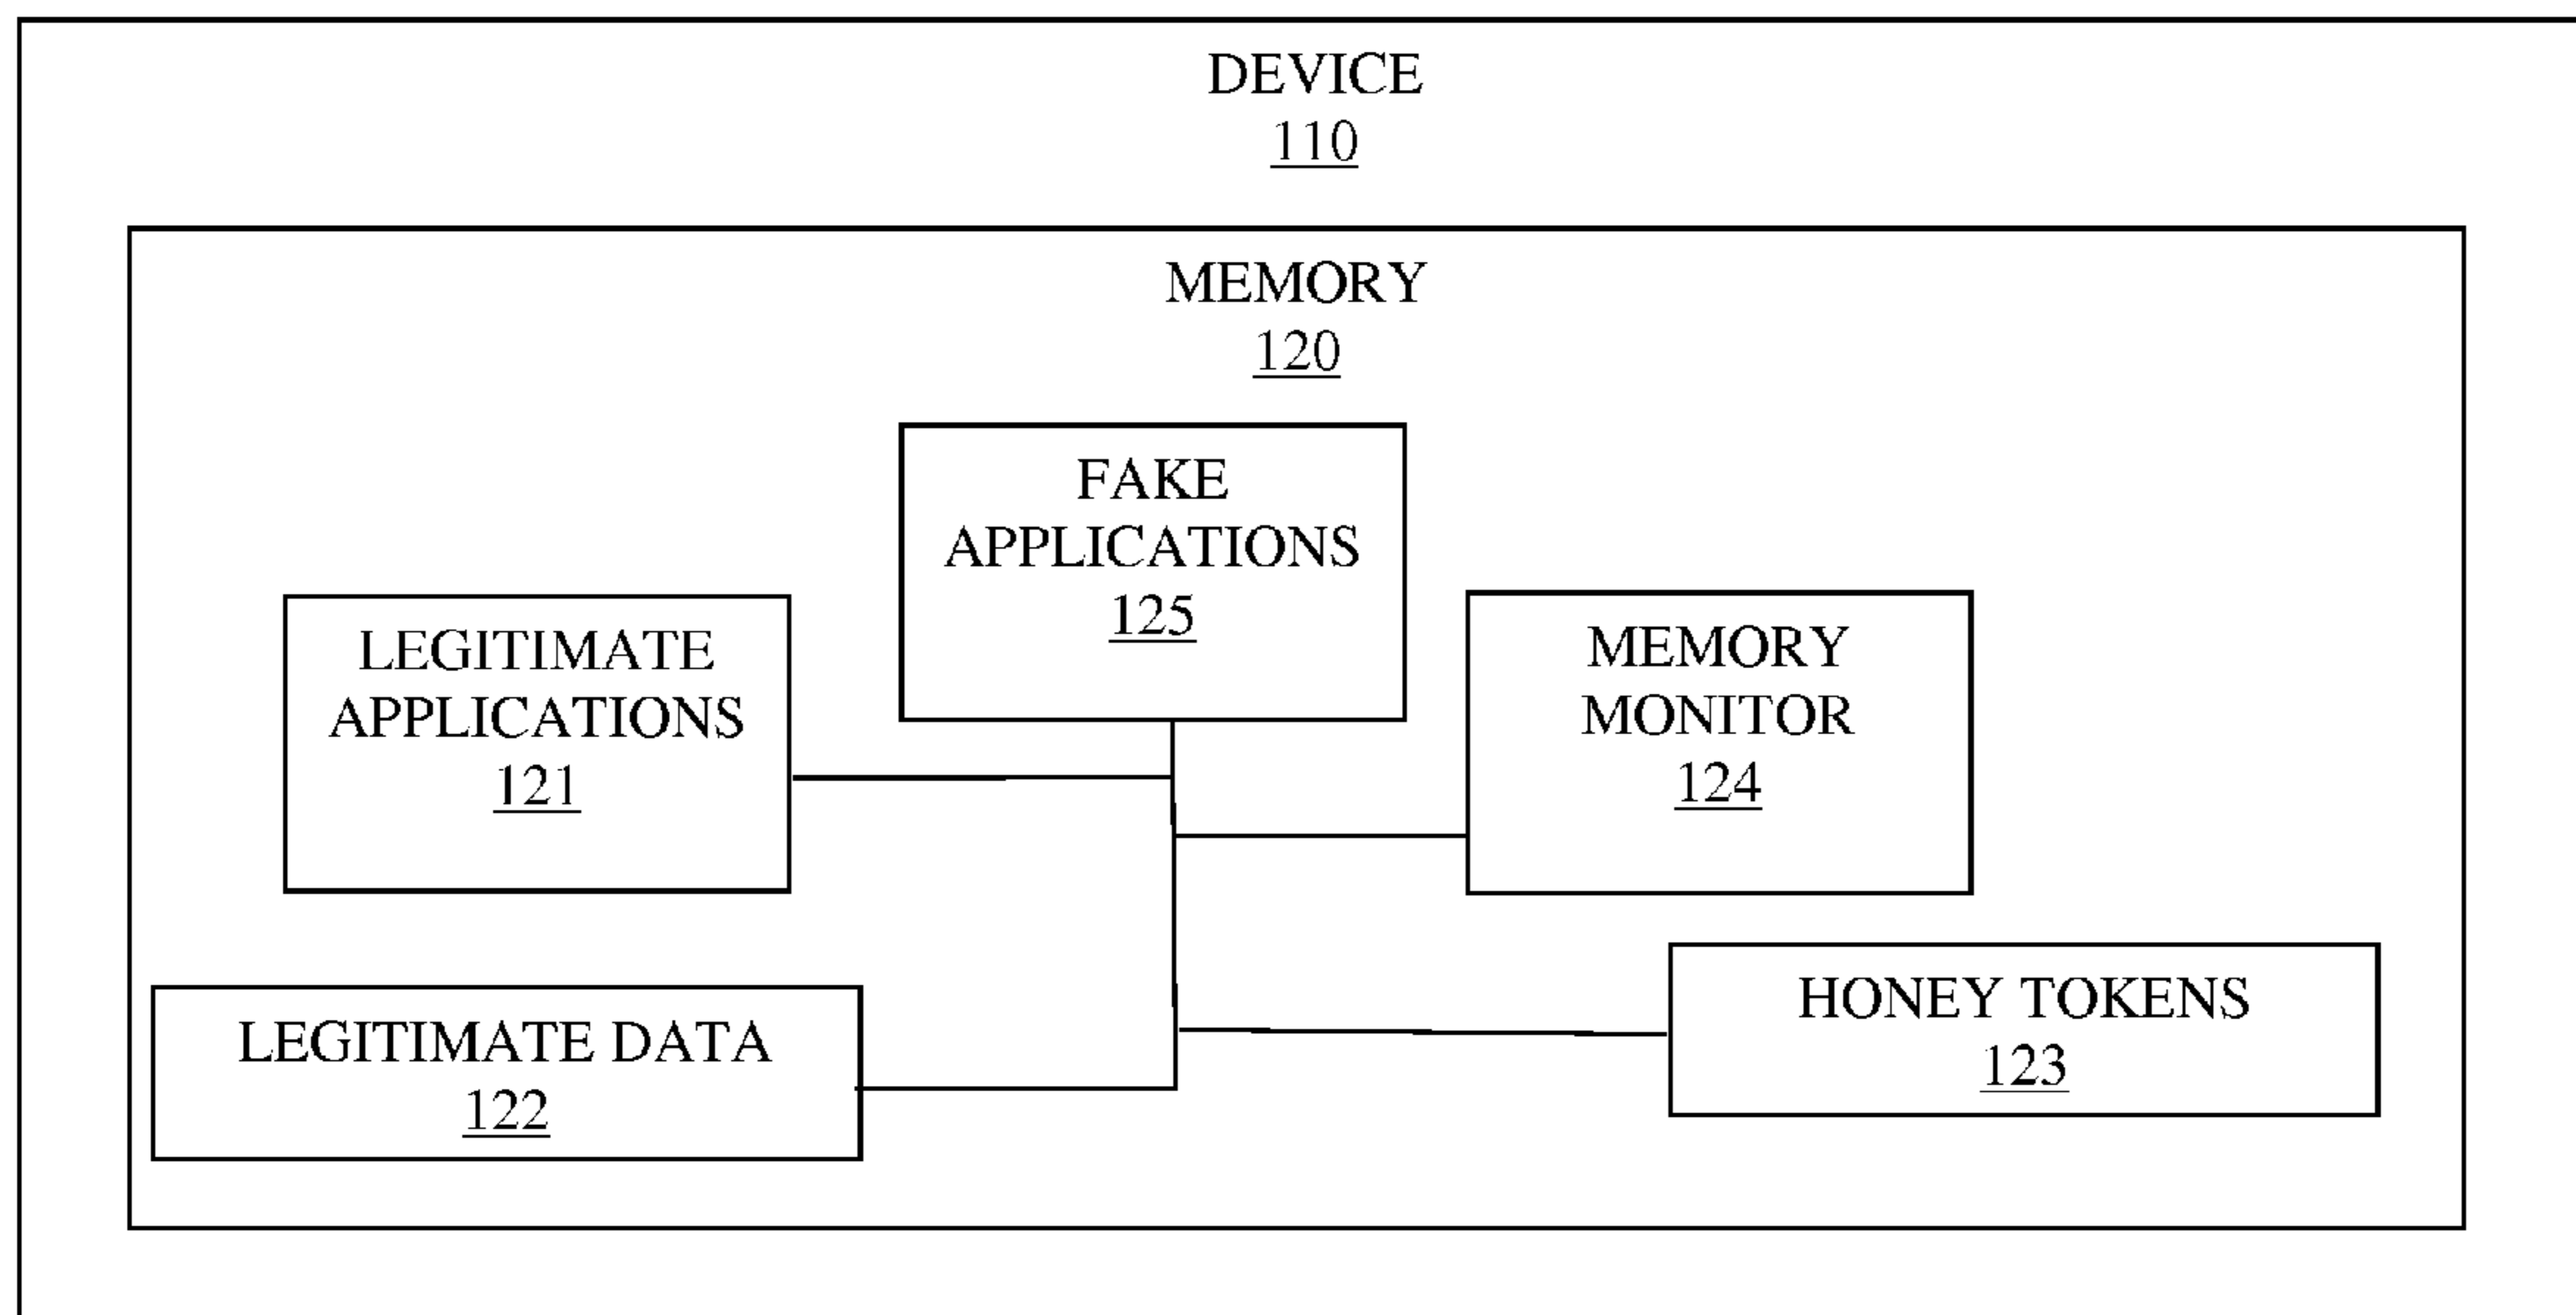 DEVICE
110
MEMORY
120
FAKE
APPLICATIONS
125
LEGITIMATE
APPLICATIONS
121
MEMORY
MONITOR
124
LEGITIMATE DATA
122
HONEY TOKENS
123